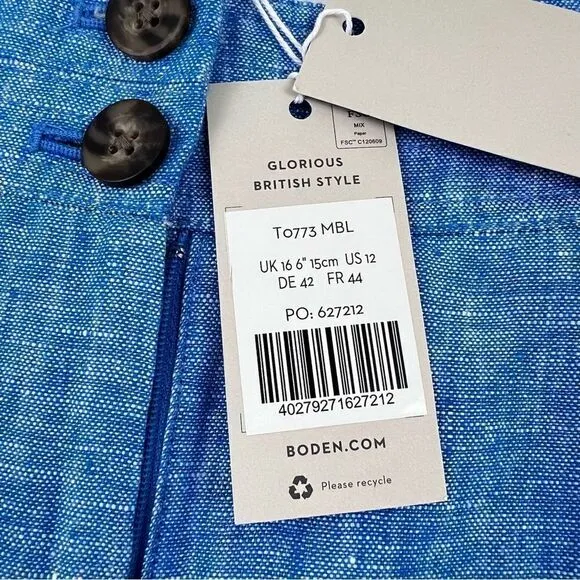 MIX
Paper
FSC™ C120609
GLORIOUS
BRITISH STYLE
T0773 MBL
UK 16 6" 15cm US 12
DE 42 FR 44
PO: 627212
40279271627212
BODEN.COM
Please recycle